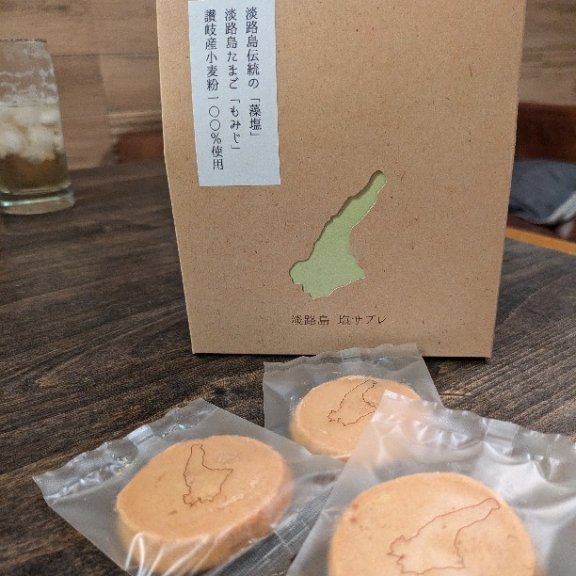 淡路島伝統の「藻塩」
淡路島たまご「もみじ」
讃岐産小麦粉一〇〇％使用
淡路島 塩サブレ